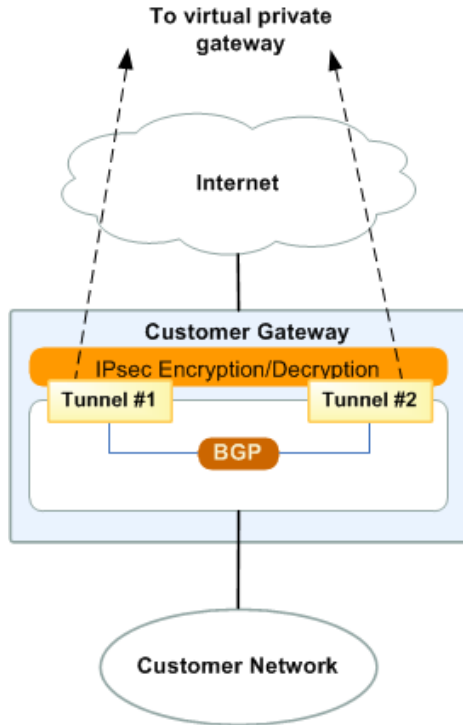 To virtual private
gateway
Internet
Customer Gateway
IPsec Encryption/Decryption
Tunnel #1
Tunnel #2
BGP
Customer Network